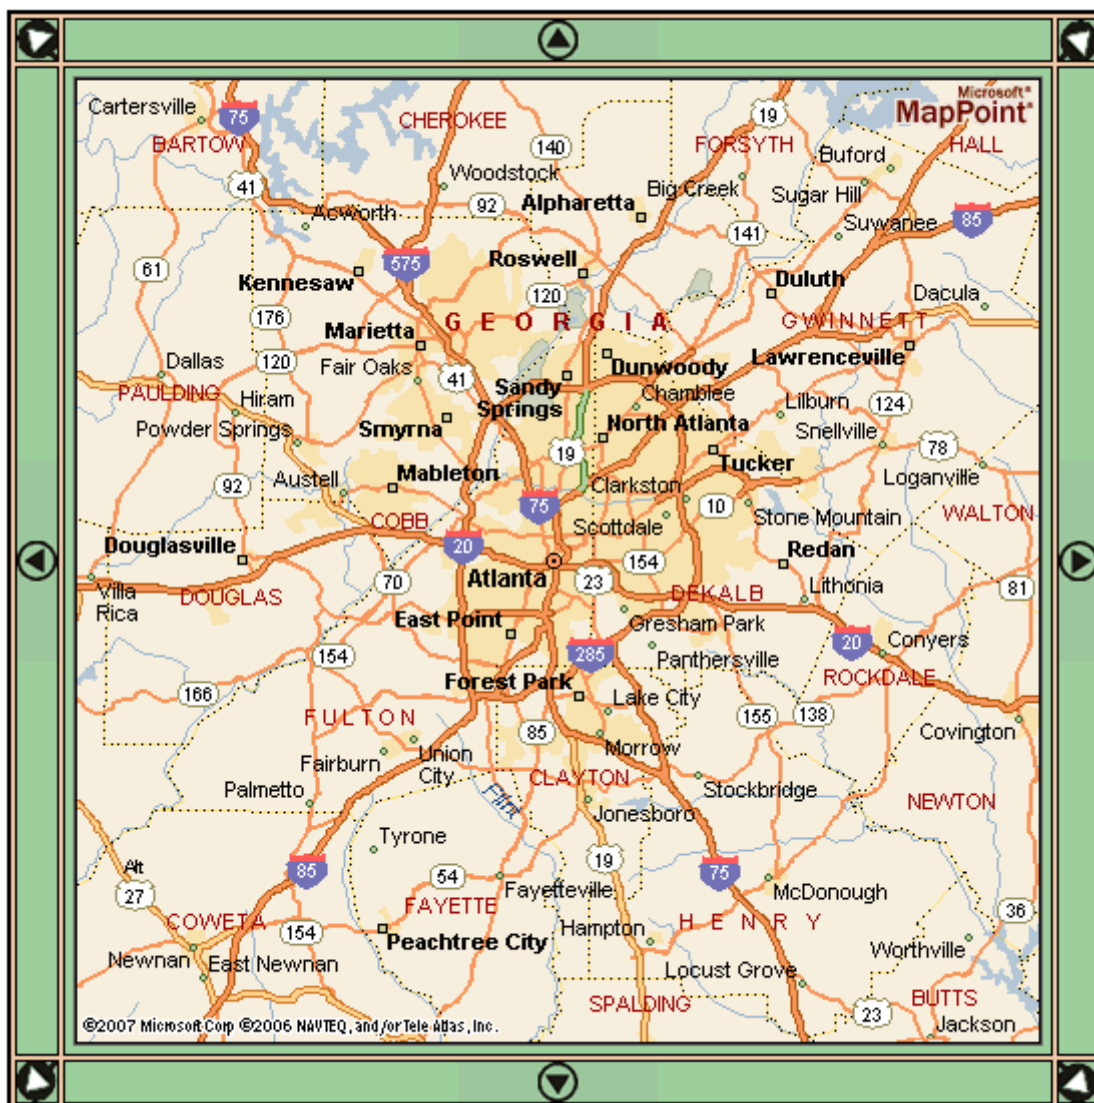 Microsoft®
MapPoint®
Cartersville
75
CHEROKEE
19
BARTOW
140
FORSYTH
HALL
Buford
Woodstock
41
92
Big Creek
Sugar Hill
Alpharetta
Acworth
141
Suwanee
85
575
Roswell
61
Kennesaw
120
Duluth
Dacula
176
GEORGIA
GWINNETT
Marietta
Dallas
120
Fair Oaks
Dunwoody
Lawrenceville
41
Sandy
Springs
Chamblee
PAULDING
Hiram
124
Lilburn
Smyrna
North Atlanta
Powder Springs
Snellville
19
78
Tucker
Austell
Mableton
Loganville
92
Clarkston
75
10
COBB
Scottdale
Stone Mountain
WALTON
Douglasville
20
Redan
154
Atlanta
23
70
81
Villa
Rica
DOUGLAS
DEKALB
Lithonia
East Point
Gresham Park
20
Conyers
154
285
Panthersville
166
Forest Park
ROCKDALE
Lake City
FULTON
155
138
85
Covington
Union
City
Morrow
Fairburn
CLAYTON
Palmetto
Stockbridge
Flint
Jonesboro
NEWTON
Tyrone
Alt
27
85
19
75
54
Fayetteville
McDonough
FAYETTE
36
COWETA
154
Hampton
HENRY
Peachtree City
Worthville
Newnan
East Newnan
Locust Grove
SPALDING
BUTTS
23
Jackson
©2007 Microsoft Corp ©2006 NAVTEQ, and/or Tele Atlas, Inc.